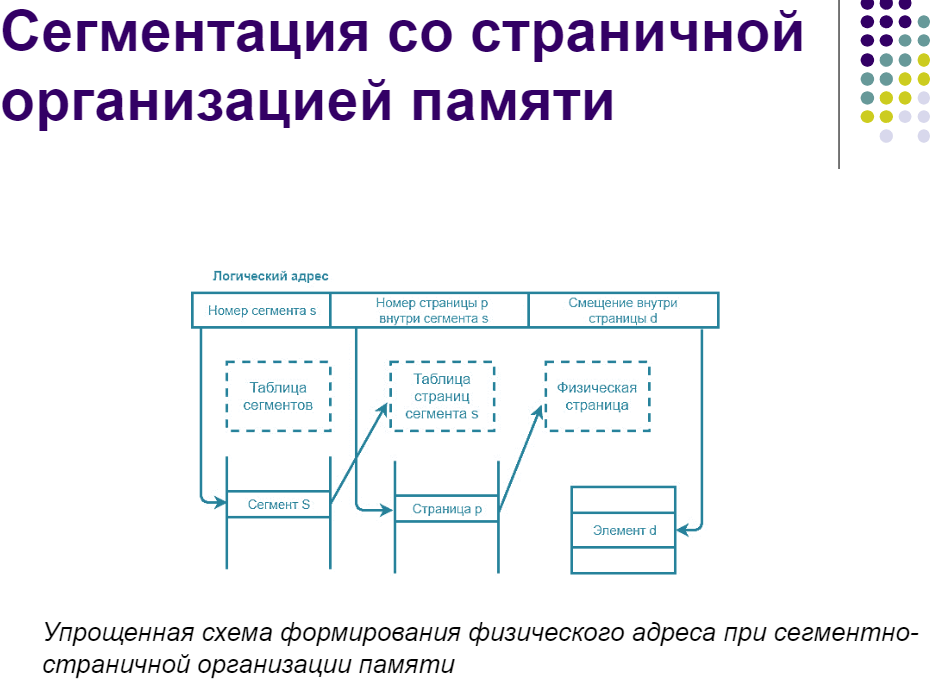 Сегментация со страничной
организацией памяти
Логический адрес
Номер сегмента s
Номер страницы p
внутри сегмента s
Смещение внутри
страницы d
Таблица
сегментов
Таблица
страниц
сегмента s
Физическая
страница
Сегмент S
Страница p
Элемент d
Упрощенная схема формирования физического адреса при сегментно-
страничной организации памяти